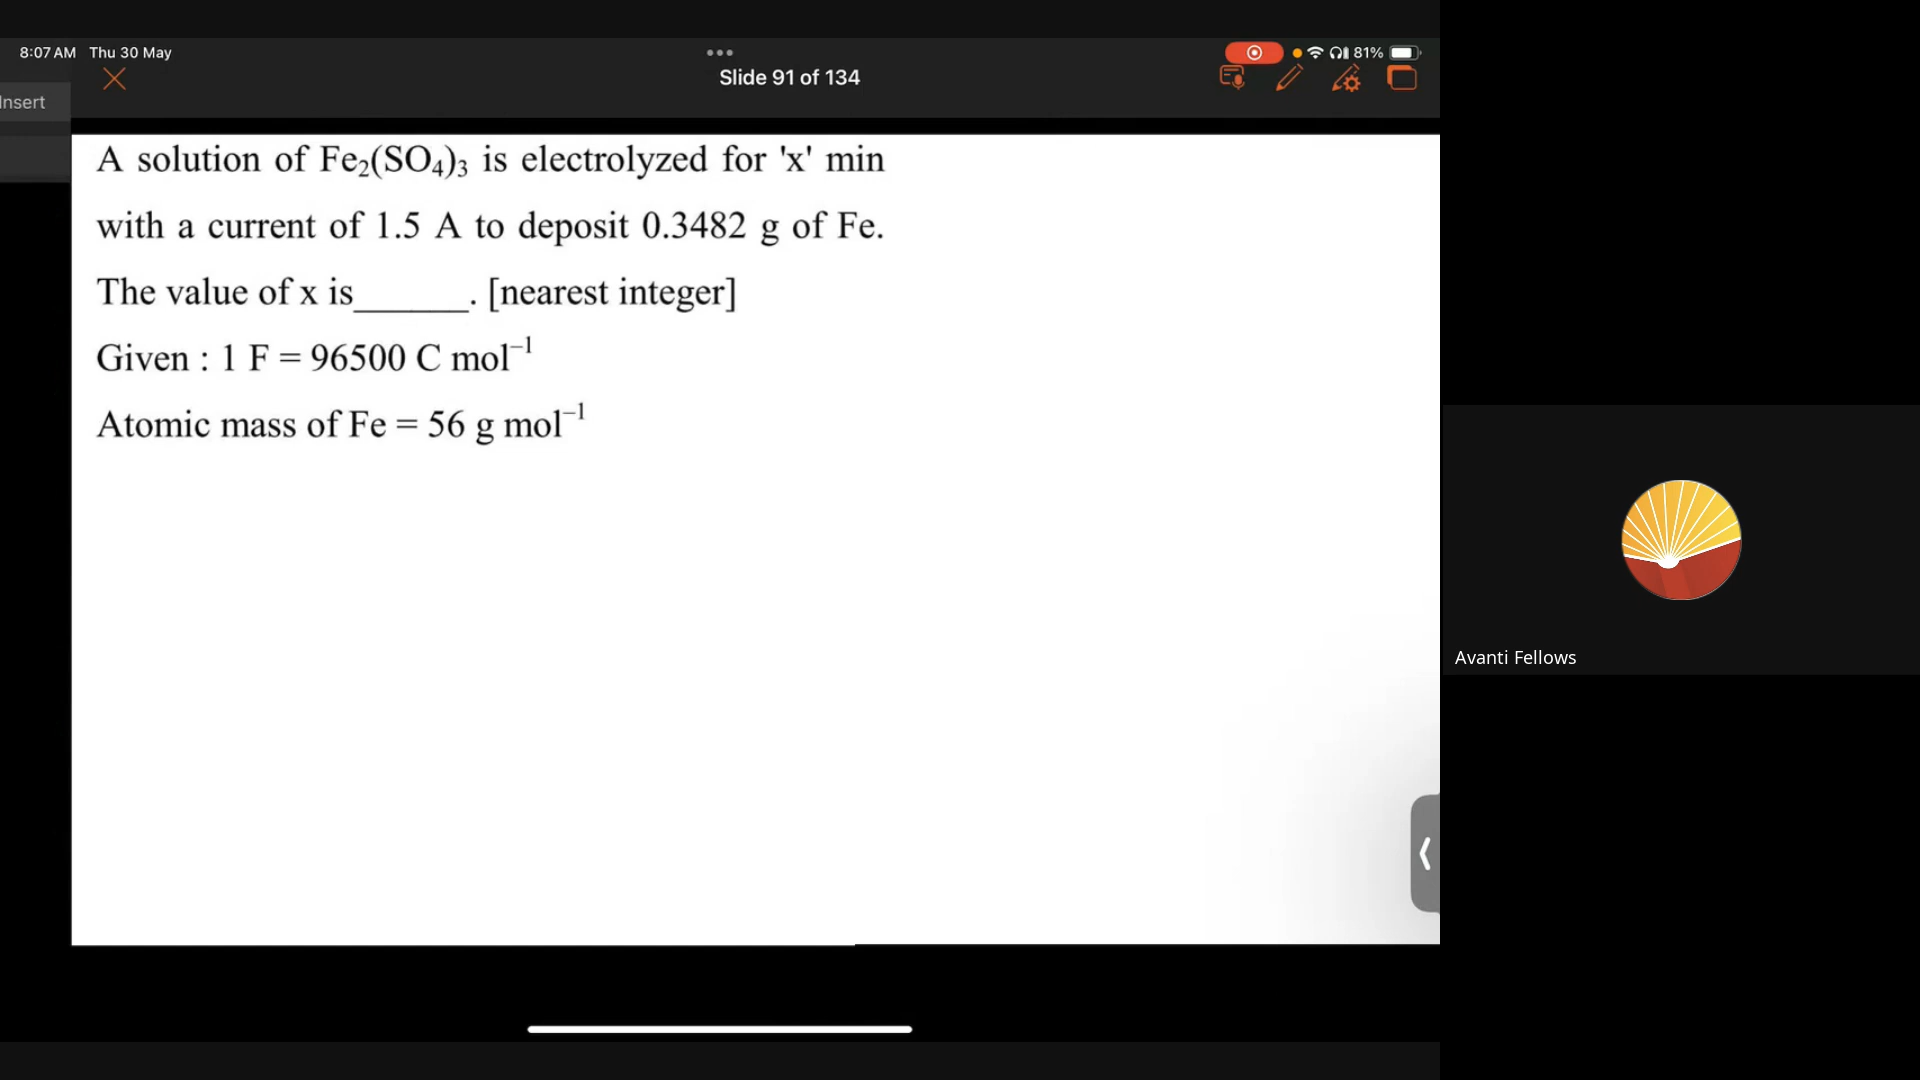 8:07 AM Thu 30 May
81%
Slide 91 of 134
Insert
A solution of Fe₂(SO₄)₃ is electrolyzed for 'x' min
with a current of 1.5 A to deposit 0.3482 g of Fe.
The value of x is______. [nearest integer]
Given : 1 F = 96500 C mol⁻¹
Atomic mass of Fe = 56 g mol⁻¹
Avanti Fellows